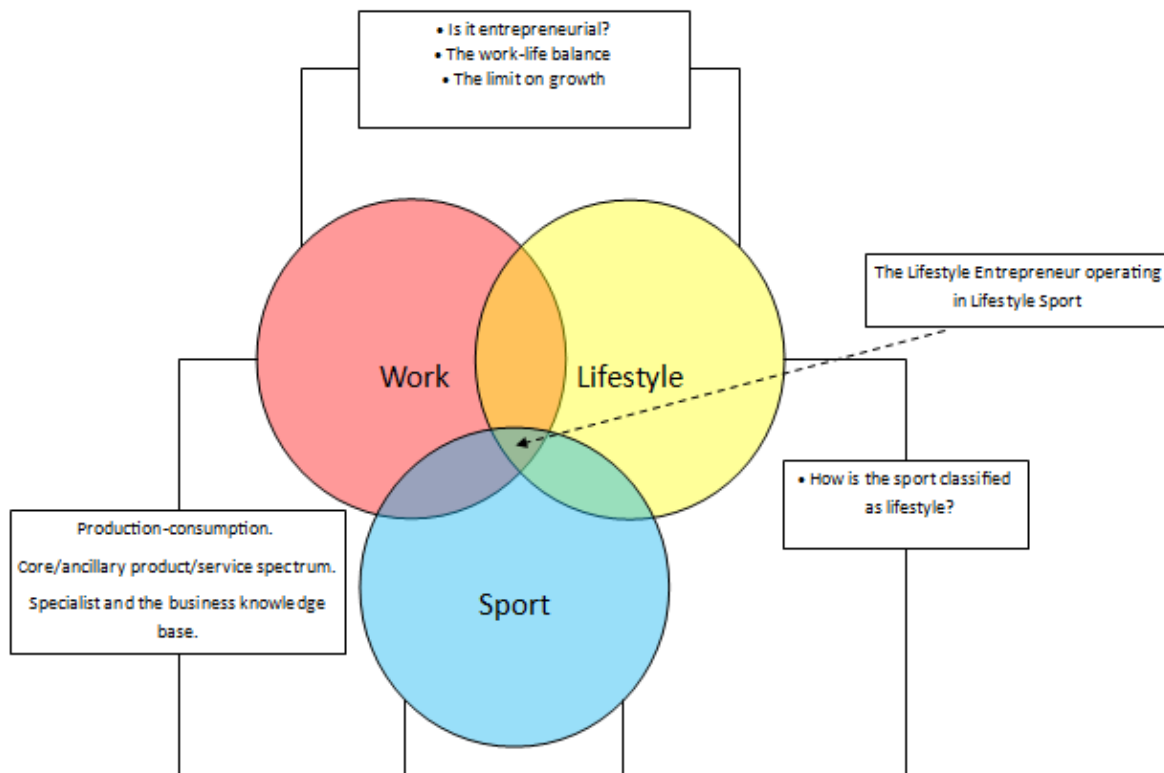 • Is it entrepreneurial?
• The work-life balance
• The limit on growth
The Lifestyle Entrepreneur operating
in Lifestyle Sport
Work
Lifestyle
• How is the sport classified
as lifestyle?
Production-consumption.
Core/ancillary product/service spectrum.
Specialist and the business knowledge
base.
Sport